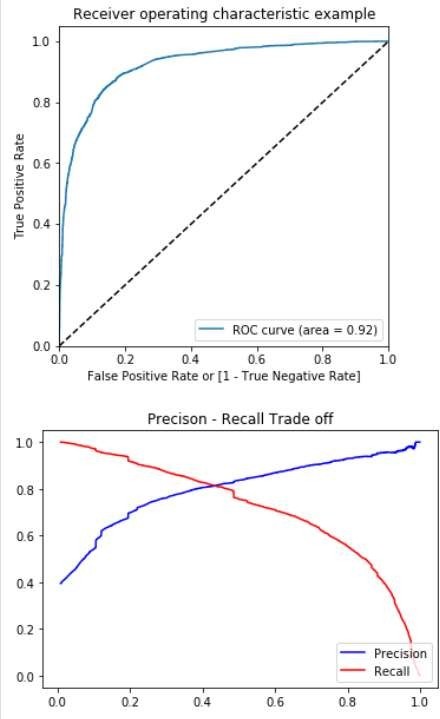 Receiver operating characteristic example
1.0
0.8
0.6
0.4
0.2
0.0
True Positive Rate
ROC curve (area = 0.92)
0.0 0.2 0.4 0.6 0.8 1.0
False Positive Rate or [1 - True Negative Rate]
Precison - Recall Trade off
1.0
0.8
0.6
0.4
0.2
0.0
Precision
Recall
0.0 0.2 0.4 0.6 0.8 1.0